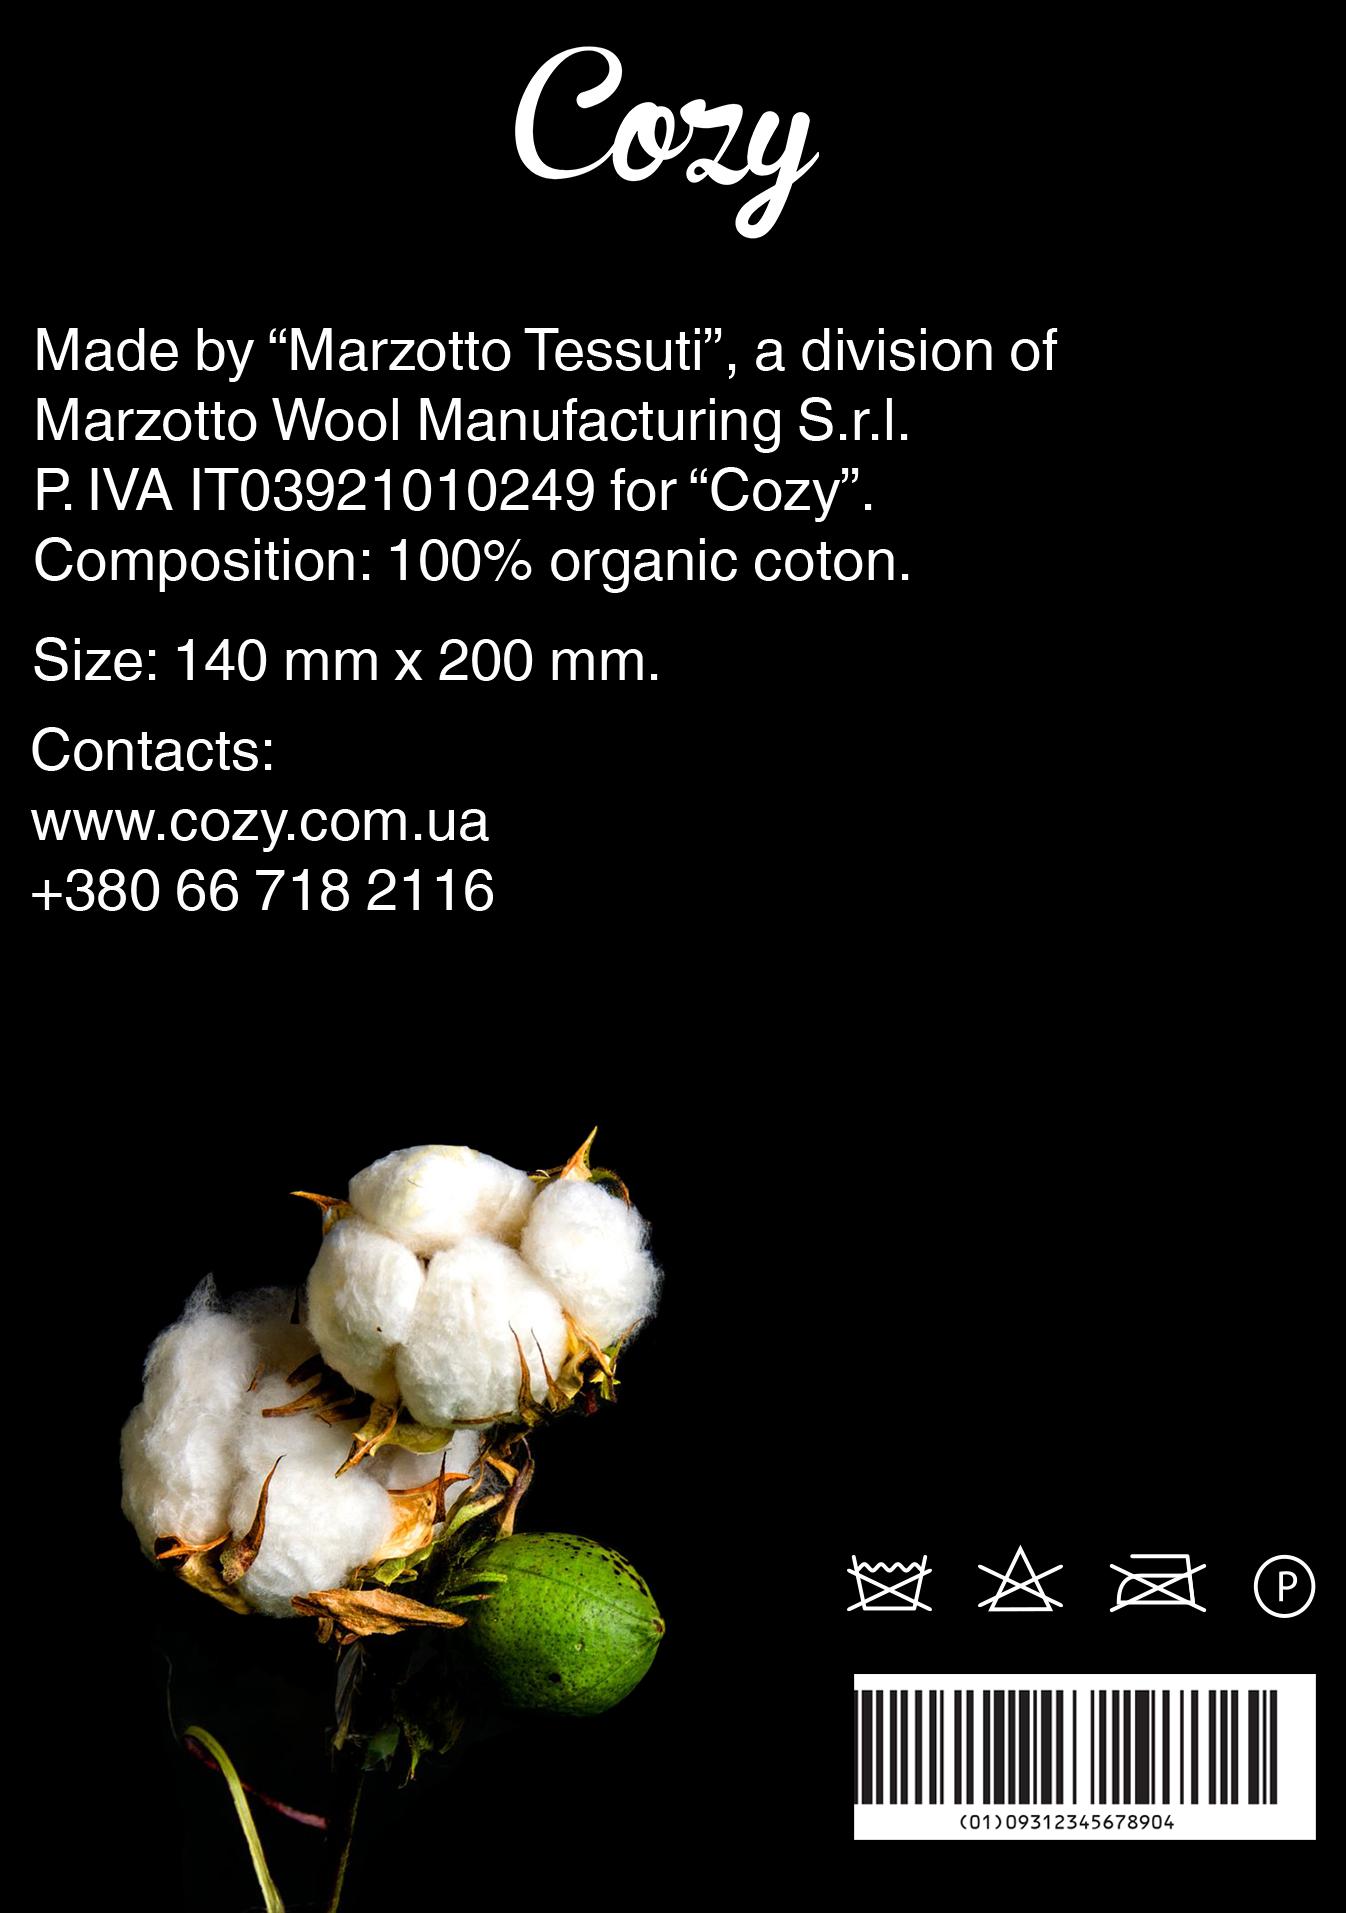 Cozy
Made by “Marzotto Tessuti”, a division of
Marzotto Wool Manufacturing S.r.l.
P. IVA IT03921010249 for “Cozy”.
Composition: 100% organic coton.
Size: 140 mm x 200 mm.
Contacts:
www.cozy.com.ua
+380 66 718 2116
P
(01)09312345678904